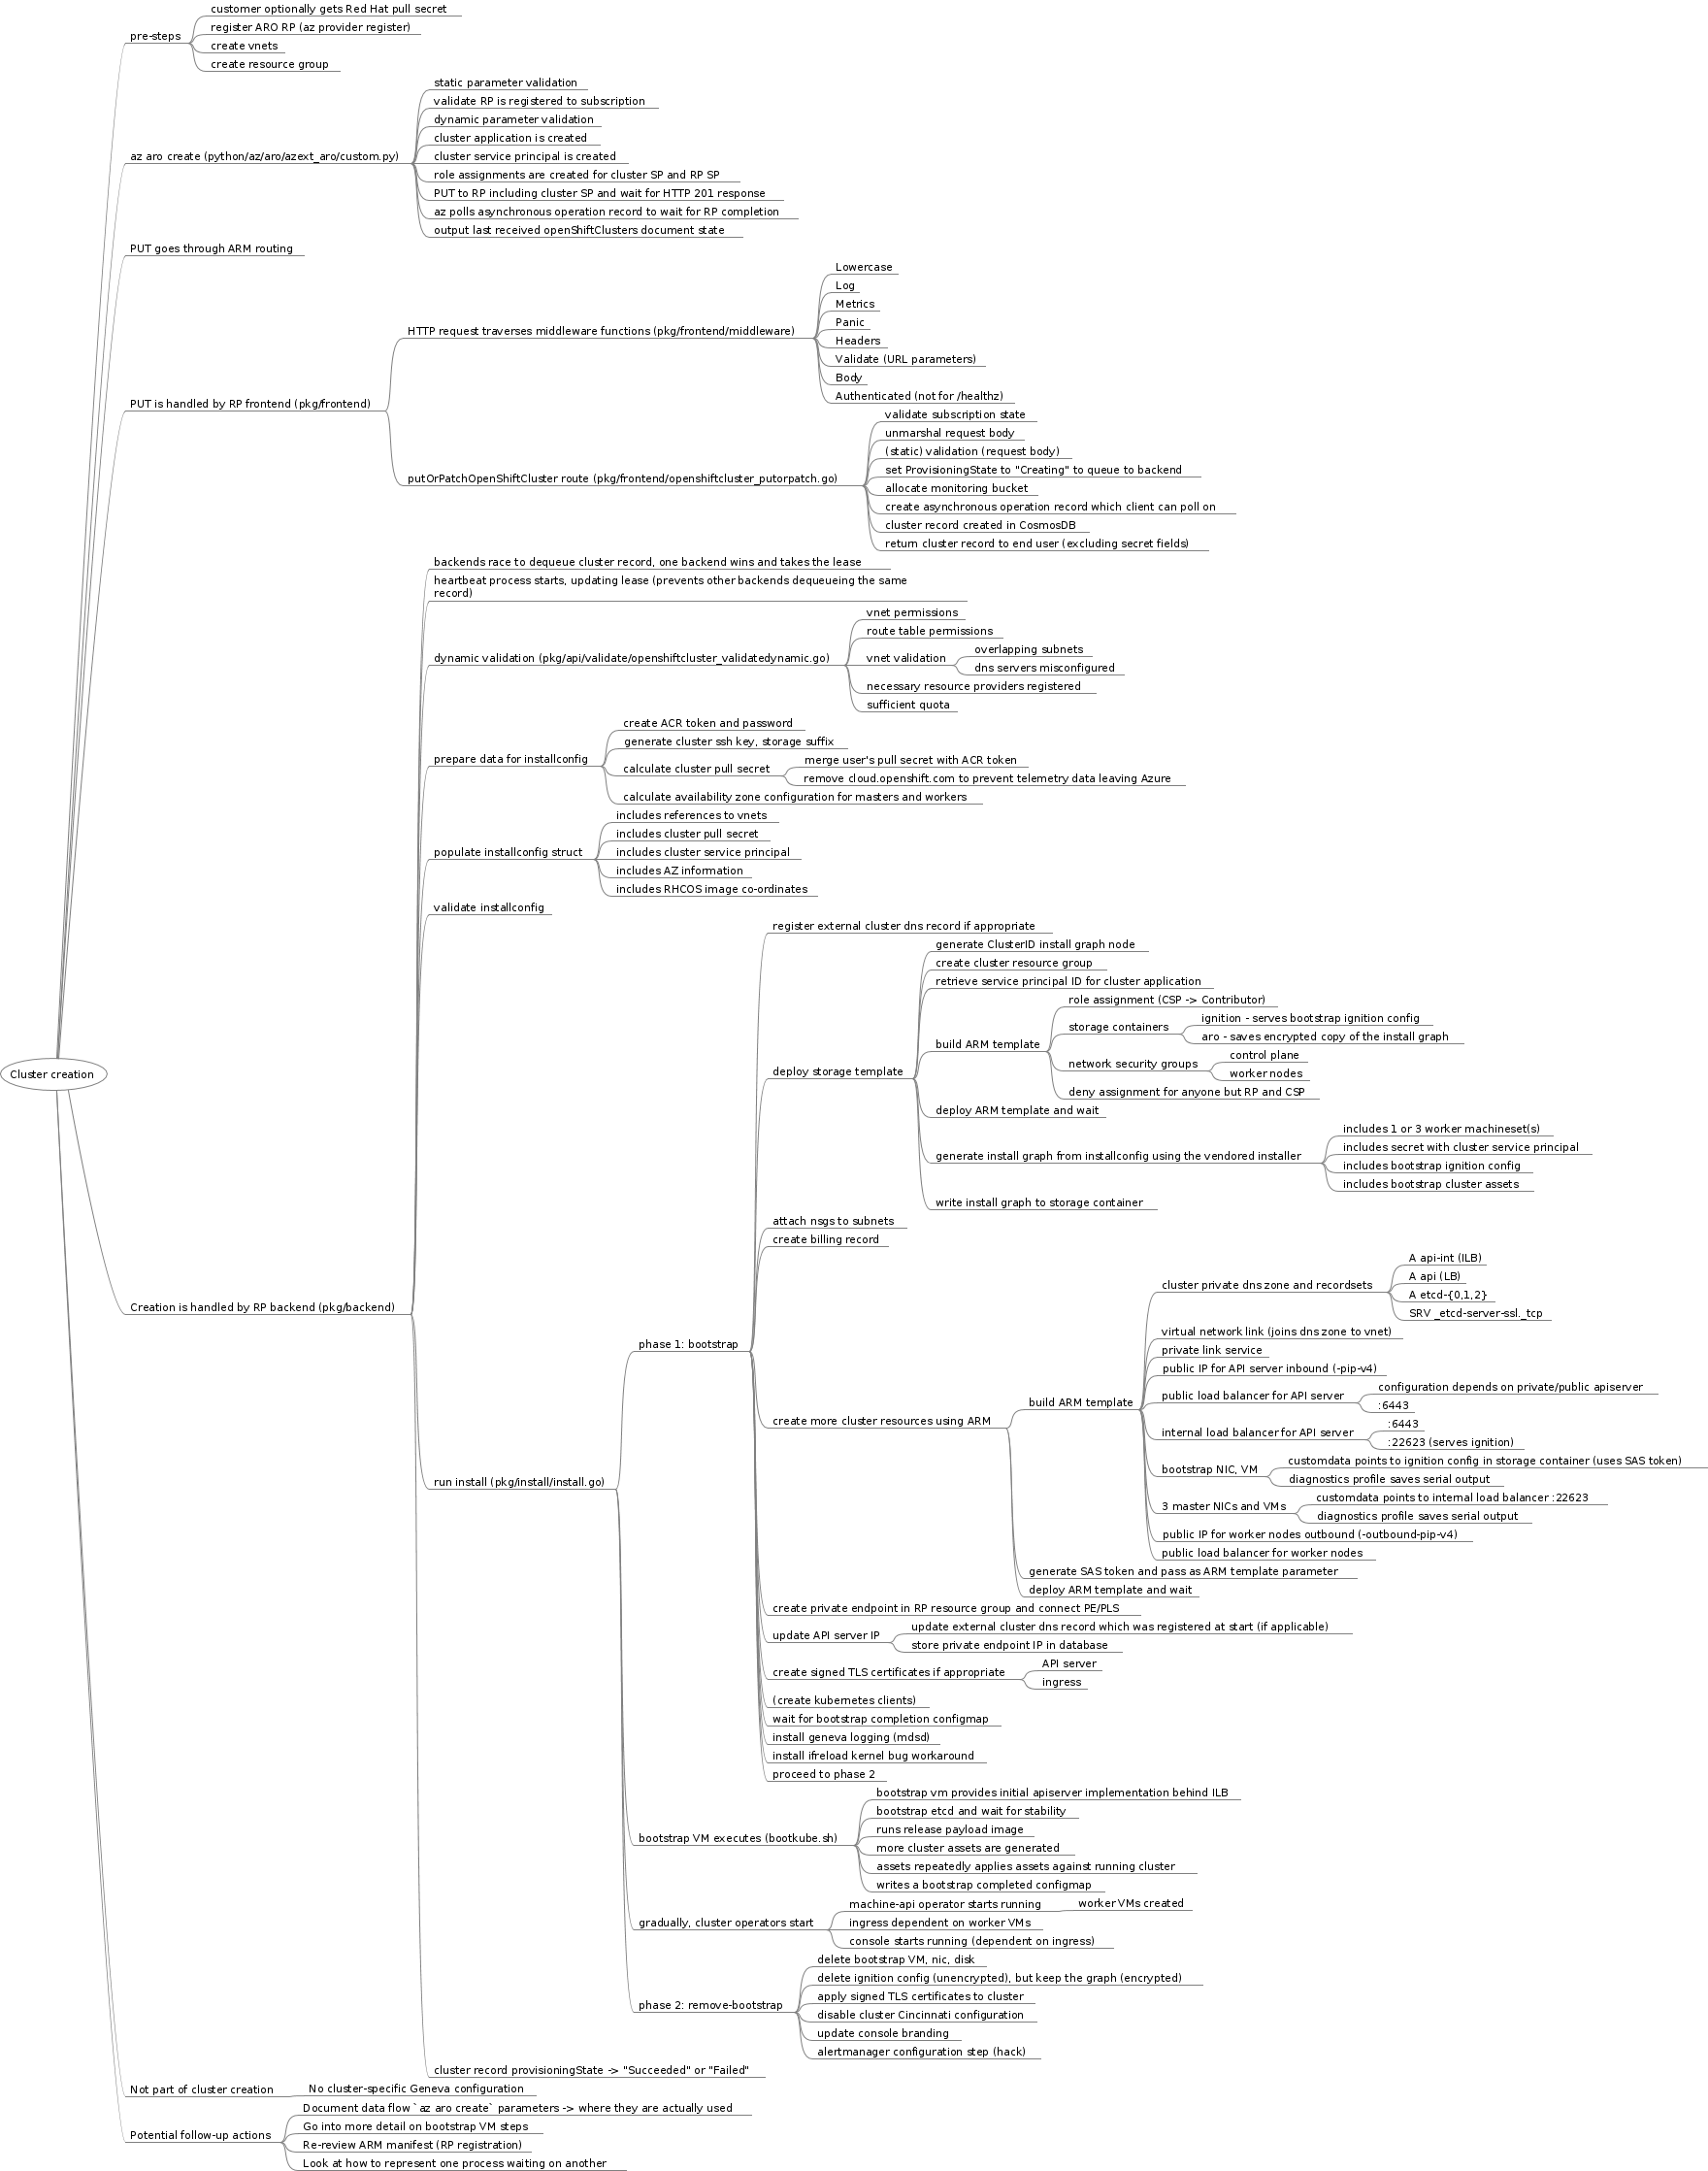 customer optionally gets Red Hat pull secret
register ARO RP (az provider register)
pre-steps
create vnets
create resource group
static parameter validation
validate RP is registered to subscription
dynamic parameter validation
cluster application is created
az aro create (python/az/aro/azext_aro/custom.py)
cluster service principal is created
role assignments are created for cluster SP and RP SP
PUT to RP including cluster SP and wait for HTTP 201 response
az polls asynchronous operation record to wait for RP completion
output last received openShiftClusters document state
PUT goes through ARM routing
Lowercase
Log
Metrics
Panic
HTTP request traverses middleware functions (pkg/frontend/middleware)
Headers
Validate (URL parameters)
Body
Authenticated (not for /healthz)
PUT is handled by RP frontend (pkg/frontend)
validate subscription state
unmarshal request body
(static) validation (request body)
set ProvisioningState to "Creating" to queue to backend
putOrPatchOpenShiftCluster route (pkg/frontend/openshiftcluster_putorpatch.go)
allocate monitoring bucket
create asynchronous operation record which client can poll on
cluster record created in CosmosDB
return cluster record to end user (excluding secret fields)
backends race to dequeue cluster record, one backend wins and takes the lease
heartbeat process starts, updating lease (prevents other backends dequeueing the same
record)
vnet permissions
route table permissions
dynamic validation (pkg/api/validate/openshiftcluster_validatedynamic.go)
vnet validation
overlapping subnets
dns servers misconfigured
necessary resource providers registered
sufficient quota
create ACR token and password
generate cluster ssh key, storage suffix
prepare data for installconfig
calculate cluster pull secret
merge user's pull secret with ACR token
remove cloud.openshift.com to prevent telemetry data leaving Azure
calculate availability zone configuration for masters and workers
includes references to vnets
includes cluster pull secret
populate installconfig struct
includes cluster service principal
includes AZ information
includes RHCOS image co-ordinates
validate installconfig
register external cluster dns record if appropriate
generate ClusterID install graph node
create cluster resource group
retrieve service principal ID for cluster application
role assignment (CSP -> Contributor)
storage containers
ignition - serves bootstrap ignition config
aro - saves encrypted copy of the install graph
build ARM template
network security groups
control plane
worker nodes
deploy storage template
deny assignment for anyone but RP and CSP
deploy ARM template and wait
generate install graph from installconfig using the vendored installer
includes 1 or 3 worker machineset(s)
includes secret with cluster service principal
includes bootstrap ignition config
includes bootstrap cluster assets
write install graph to storage container
Cluster creation
attach nsgs to subnets
create billing record
cluster private dns zone and recordsets
A api-int (ILB)
A api (LB)
A etcd-{0,1,2}
SRV _etcd-server-ssl._tcp
Creation is handled by RP backend (pkg/backend)
virtual network link (joins dns zone to vnet)
phase 1: bootstrap
private link service
public IP for API server inbound (-pip-v4)
public load balancer for API server
configuration depends on private/public apiserver
:6443
build ARM template
create more cluster resources using ARM
internal load balancer for API server
:6443
:22623 (serves ignition)
bootstrap NIC, VM
customdata points to ignition config in storage container (uses SAS token)
diagnostics profile saves serial output
run install (pkg/install/install.go)
3 master NICs and VMs
customdata points to internal load balancer :22623
diagnostics profile saves serial output
public IP for worker nodes outbound (-outbound-pip-v4)
public load balancer for worker nodes
generate SAS token and pass as ARM template parameter
deploy ARM template and wait
create private endpoint in RP resource group and connect PE/PLS
update API server IP
update external cluster dns record which was registered at start (if applicable)
store private endpoint IP in database
create signed TLS certificates if appropriate
API server
ingress
(create kubernetes clients)
wait for bootstrap completion configmap
install geneva logging (mdsd)
install ifreload kernel bug workaround
proceed to phase 2
bootstrap vm provides initial apiserver implementation behind ILB
bootstrap etcd and wait for stability
runs release payload image
bootstrap VM executes (bootkube.sh)
more cluster assets are generated
assets repeatedly applies assets against running cluster
writes a bootstrap completed configmap
machine-api operator starts running
worker VMs created
gradually, cluster operators start
ingress dependent on worker VMs
console starts running (dependent on ingress)
delete bootstrap VM, nic, disk
delete ignition config (unencrypted), but keep the graph (encrypted)
apply signed TLS certificates to cluster
phase 2: remove-bootstrap
disable cluster Cincinnati configuration
update console branding
alertmanager configuration step (hack)
cluster record provisioningState -> "Succeeded" or "Failed"
Not part of cluster creation
No cluster-specific Geneva configuration
Document data flow `az aro create` parameters -> where they are actually used
Go into more detail on bootstrap VM steps
Potential follow-up actions
Re-review ARM manifest (RP registration)
Look at how to represent one process waiting on another